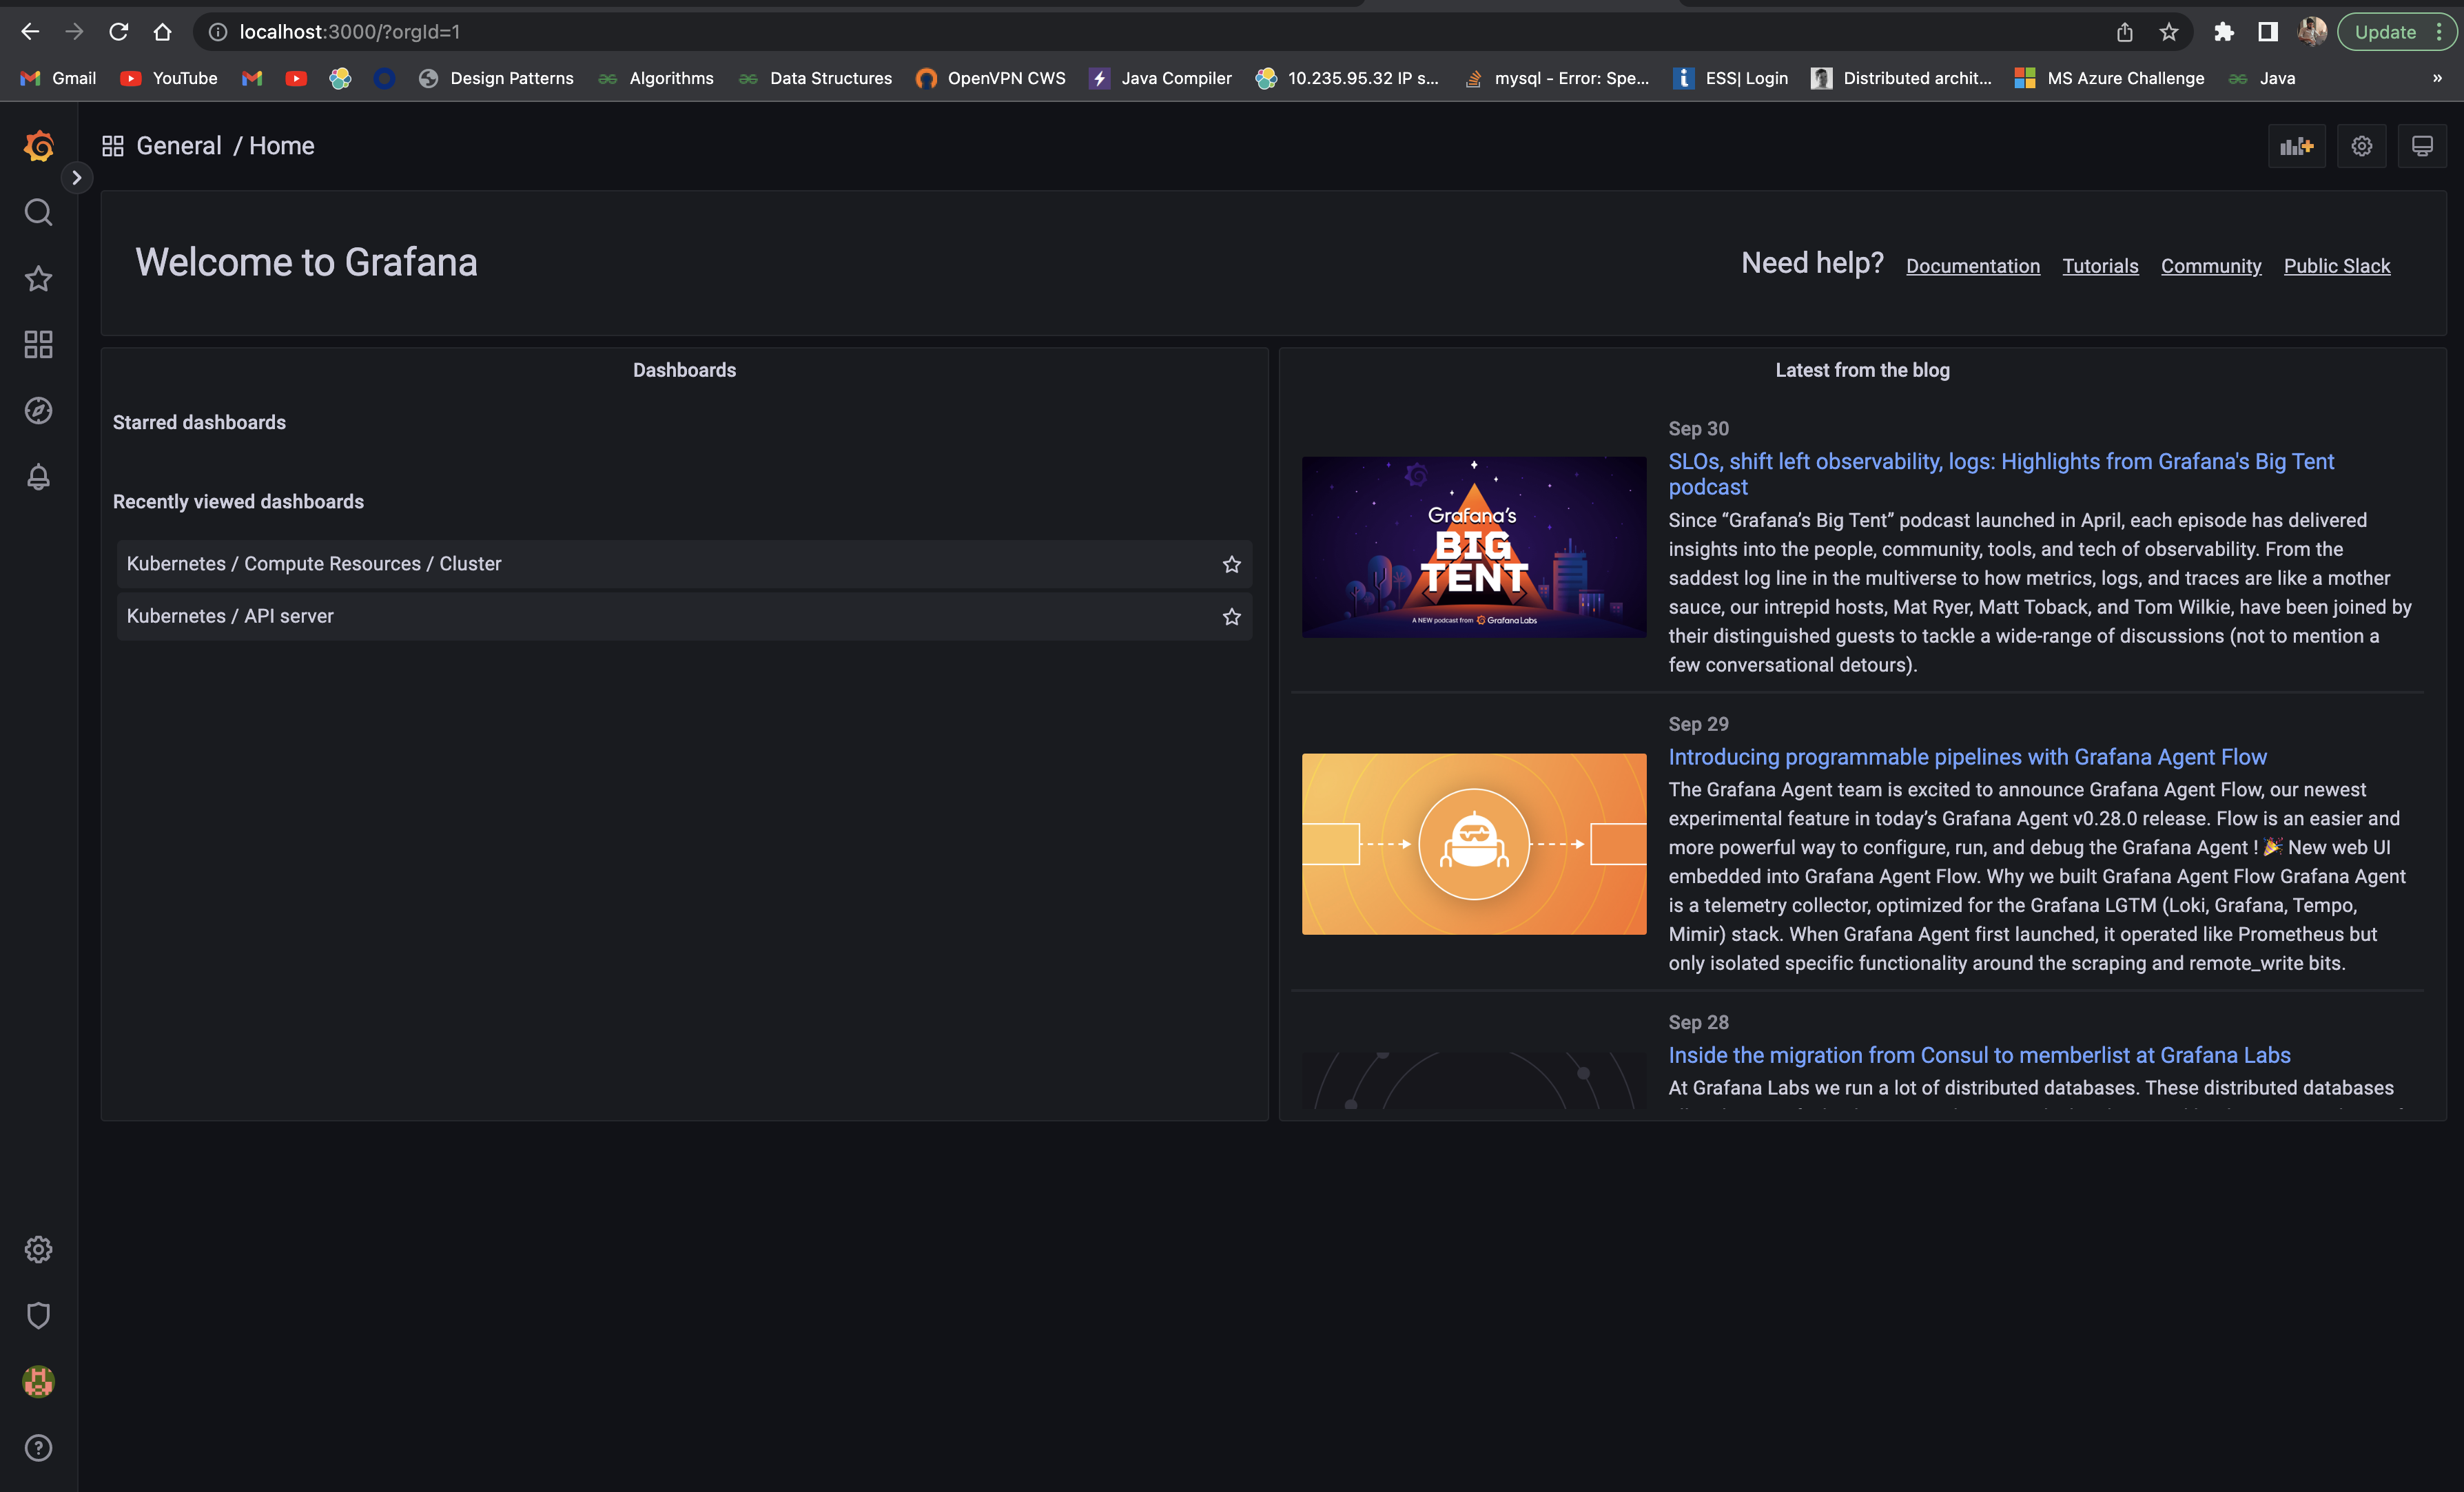 localhost:3000/?orgId=1
Update
Gmail
YouTube
Design Patterns
Algorithms
Data Structures
OpenVPN CWS
Java Compiler
10.235.95.32 IP s...
mysql - Error: Spe...
ESS| Login
Distributed archit...
MS Azure Challenge
Java
»
General / Home
Welcome to Grafana
Need help? Documentation Tutorials Community Public Slack
Dashboards
Starred dashboards
Recently viewed dashboards
Kubernetes / Compute Resources / Cluster
Kubernetes / API server
Latest from the blog
Sep 30
SLOs, shift left observability, logs: Highlights from Grafana's Big Tent
podcast
Since “Grafana’s Big Tent” podcast launched in April, each episode has delivered
insights into the people, community, tools, and tech of observability. From the
saddest log line in the multiverse to how metrics, logs, and traces are like a mother
sauce, our intrepid hosts, Mat Ryer, Matt Toback, and Tom Wilkie, have been joined by
their distinguished guests to tackle a wide-range of discussions (not to mention a
few conversational detours).
Grafana's
BIG
TENT
A NEW podcast from Grafana Labs
Sep 29
Introducing programmable pipelines with Grafana Agent Flow
The Grafana Agent team is excited to announce Grafana Agent Flow, our newest
experimental feature in today’s Grafana Agent v0.28.0 release. Flow is an easier and
more powerful way to configure, run, and debug the Grafana Agent ! 🎉 New web UI
embedded into Grafana Agent Flow. Why we built Grafana Agent Flow Grafana Agent
is a telemetry collector, optimized for the Grafana LGTM (Loki, Grafana, Tempo,
Mimir) stack. When Grafana Agent first launched, it operated like Prometheus but
only isolated specific functionality around the scraping and remote_write bits.
Sep 28
Inside the migration from Consul to memberlist at Grafana Labs
At Grafana Labs we run a lot of distributed databases. These distributed databases